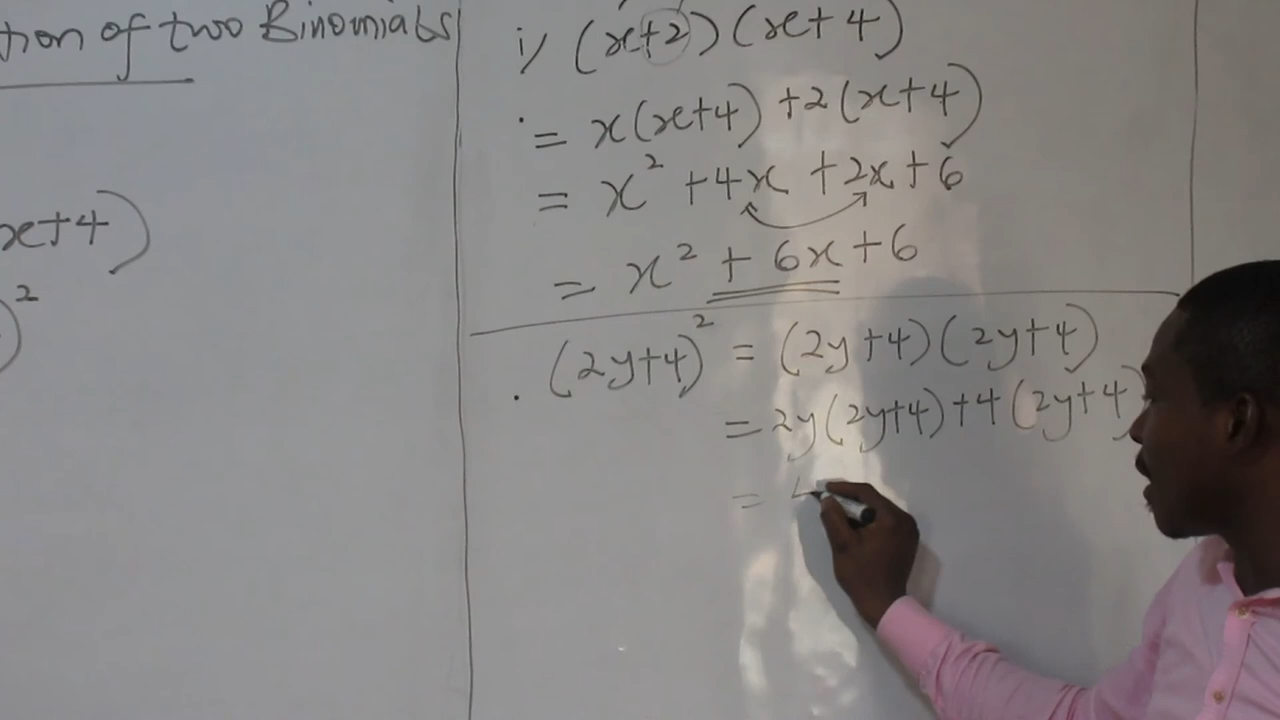 tion of two Binomials
x+4)
)²
i/ (x+2)(x+4)
= x(x+4) +2(x+4)
= x² +4x +2x+6
= x² + 6x+6
(2y+4)² = (2y+4)(2y+4)
= 2y(2y+4)+4(2y+4)
= 4